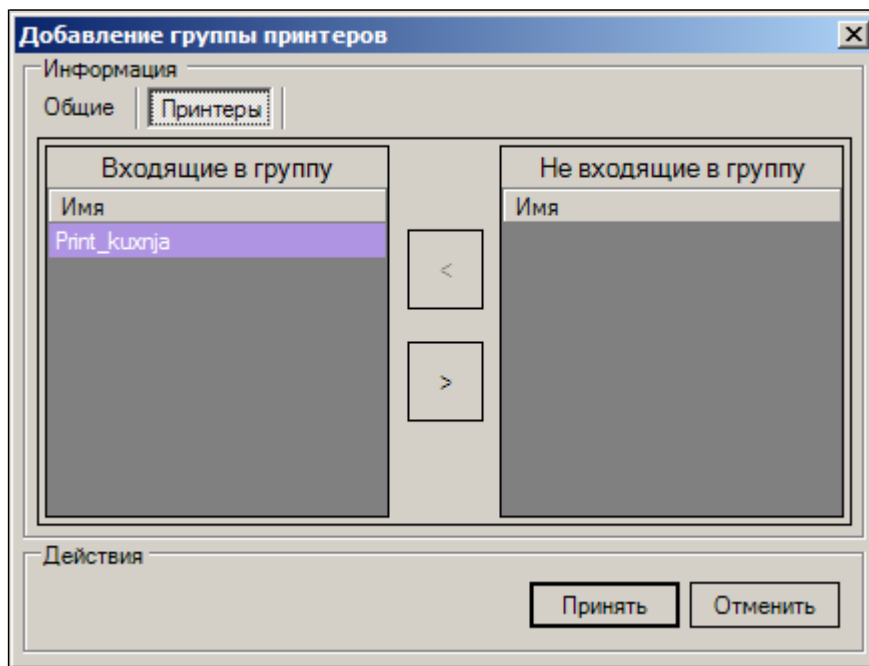 Добавление группы принтеров
Информация
Общие Принтеры
Входящие в группу Не входящие в группу
Имя Имя
Print_kuxnja
<
>
Действия
Принять Отменить